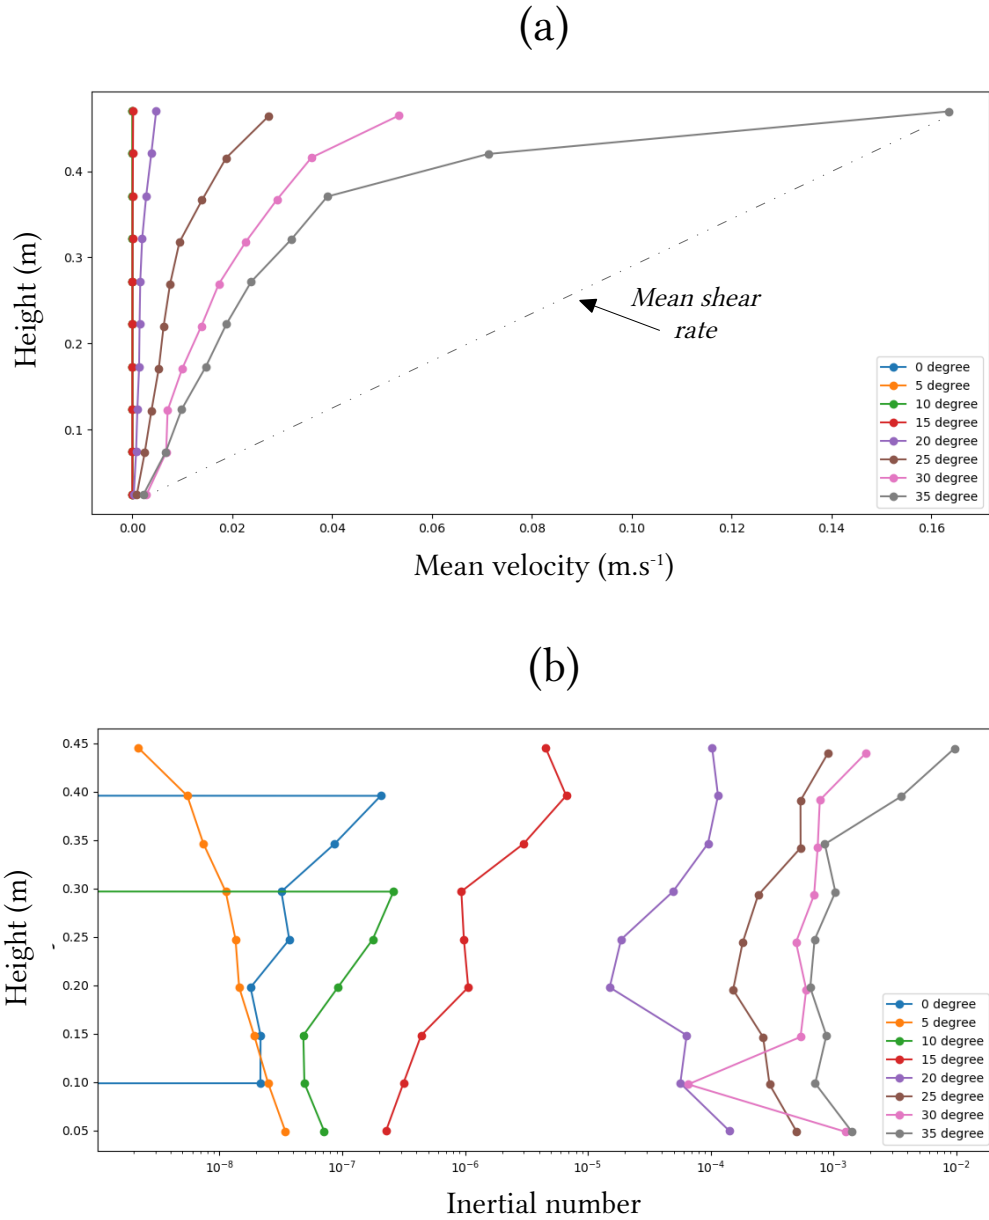 (a)
0.4
0.3
0.2
0.1
Height (m)
Mean shear
rate
0 degree
5 degree
10 degree
15 degree
20 degree
25 degree
30 degree
35 degree
0.00
0.02
0.04
0.06
0.08
0.10
0.12
0.14
0.16
Mean velocity (m.s⁻¹)
(b)
0.45
0.40
0.35
0.30
0.25
0.20
0.15
0.10
0.05
Height (m)
0 degree
5 degree
10 degree
15 degree
20 degree
25 degree
30 degree
35 degree
10⁻⁸
10⁻⁷
10⁻⁶
10⁻⁵
10⁻⁴
10⁻³
10⁻²
Inertial number